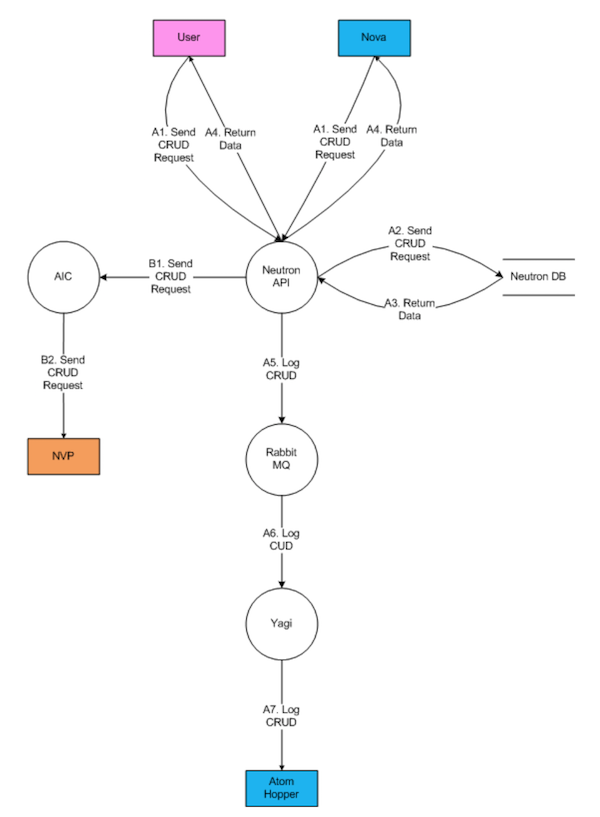 User
Nova
A1. Send
CRUD
Request
A4. Return
Data
A1. Send
CRUD
Request
A4. Return
Data
AIC
B1. Send
CRUD
Request
Neutron
API
A2. Send
CRUD
Request
A3. Return
Data
Neutron DB
B2. Send
CRUD
Request
NVP
A5. Log
CRUD
Rabbit
MQ
A6. Log
CUD
Yagi
A7. Log
CRUD
Atom
Hopper